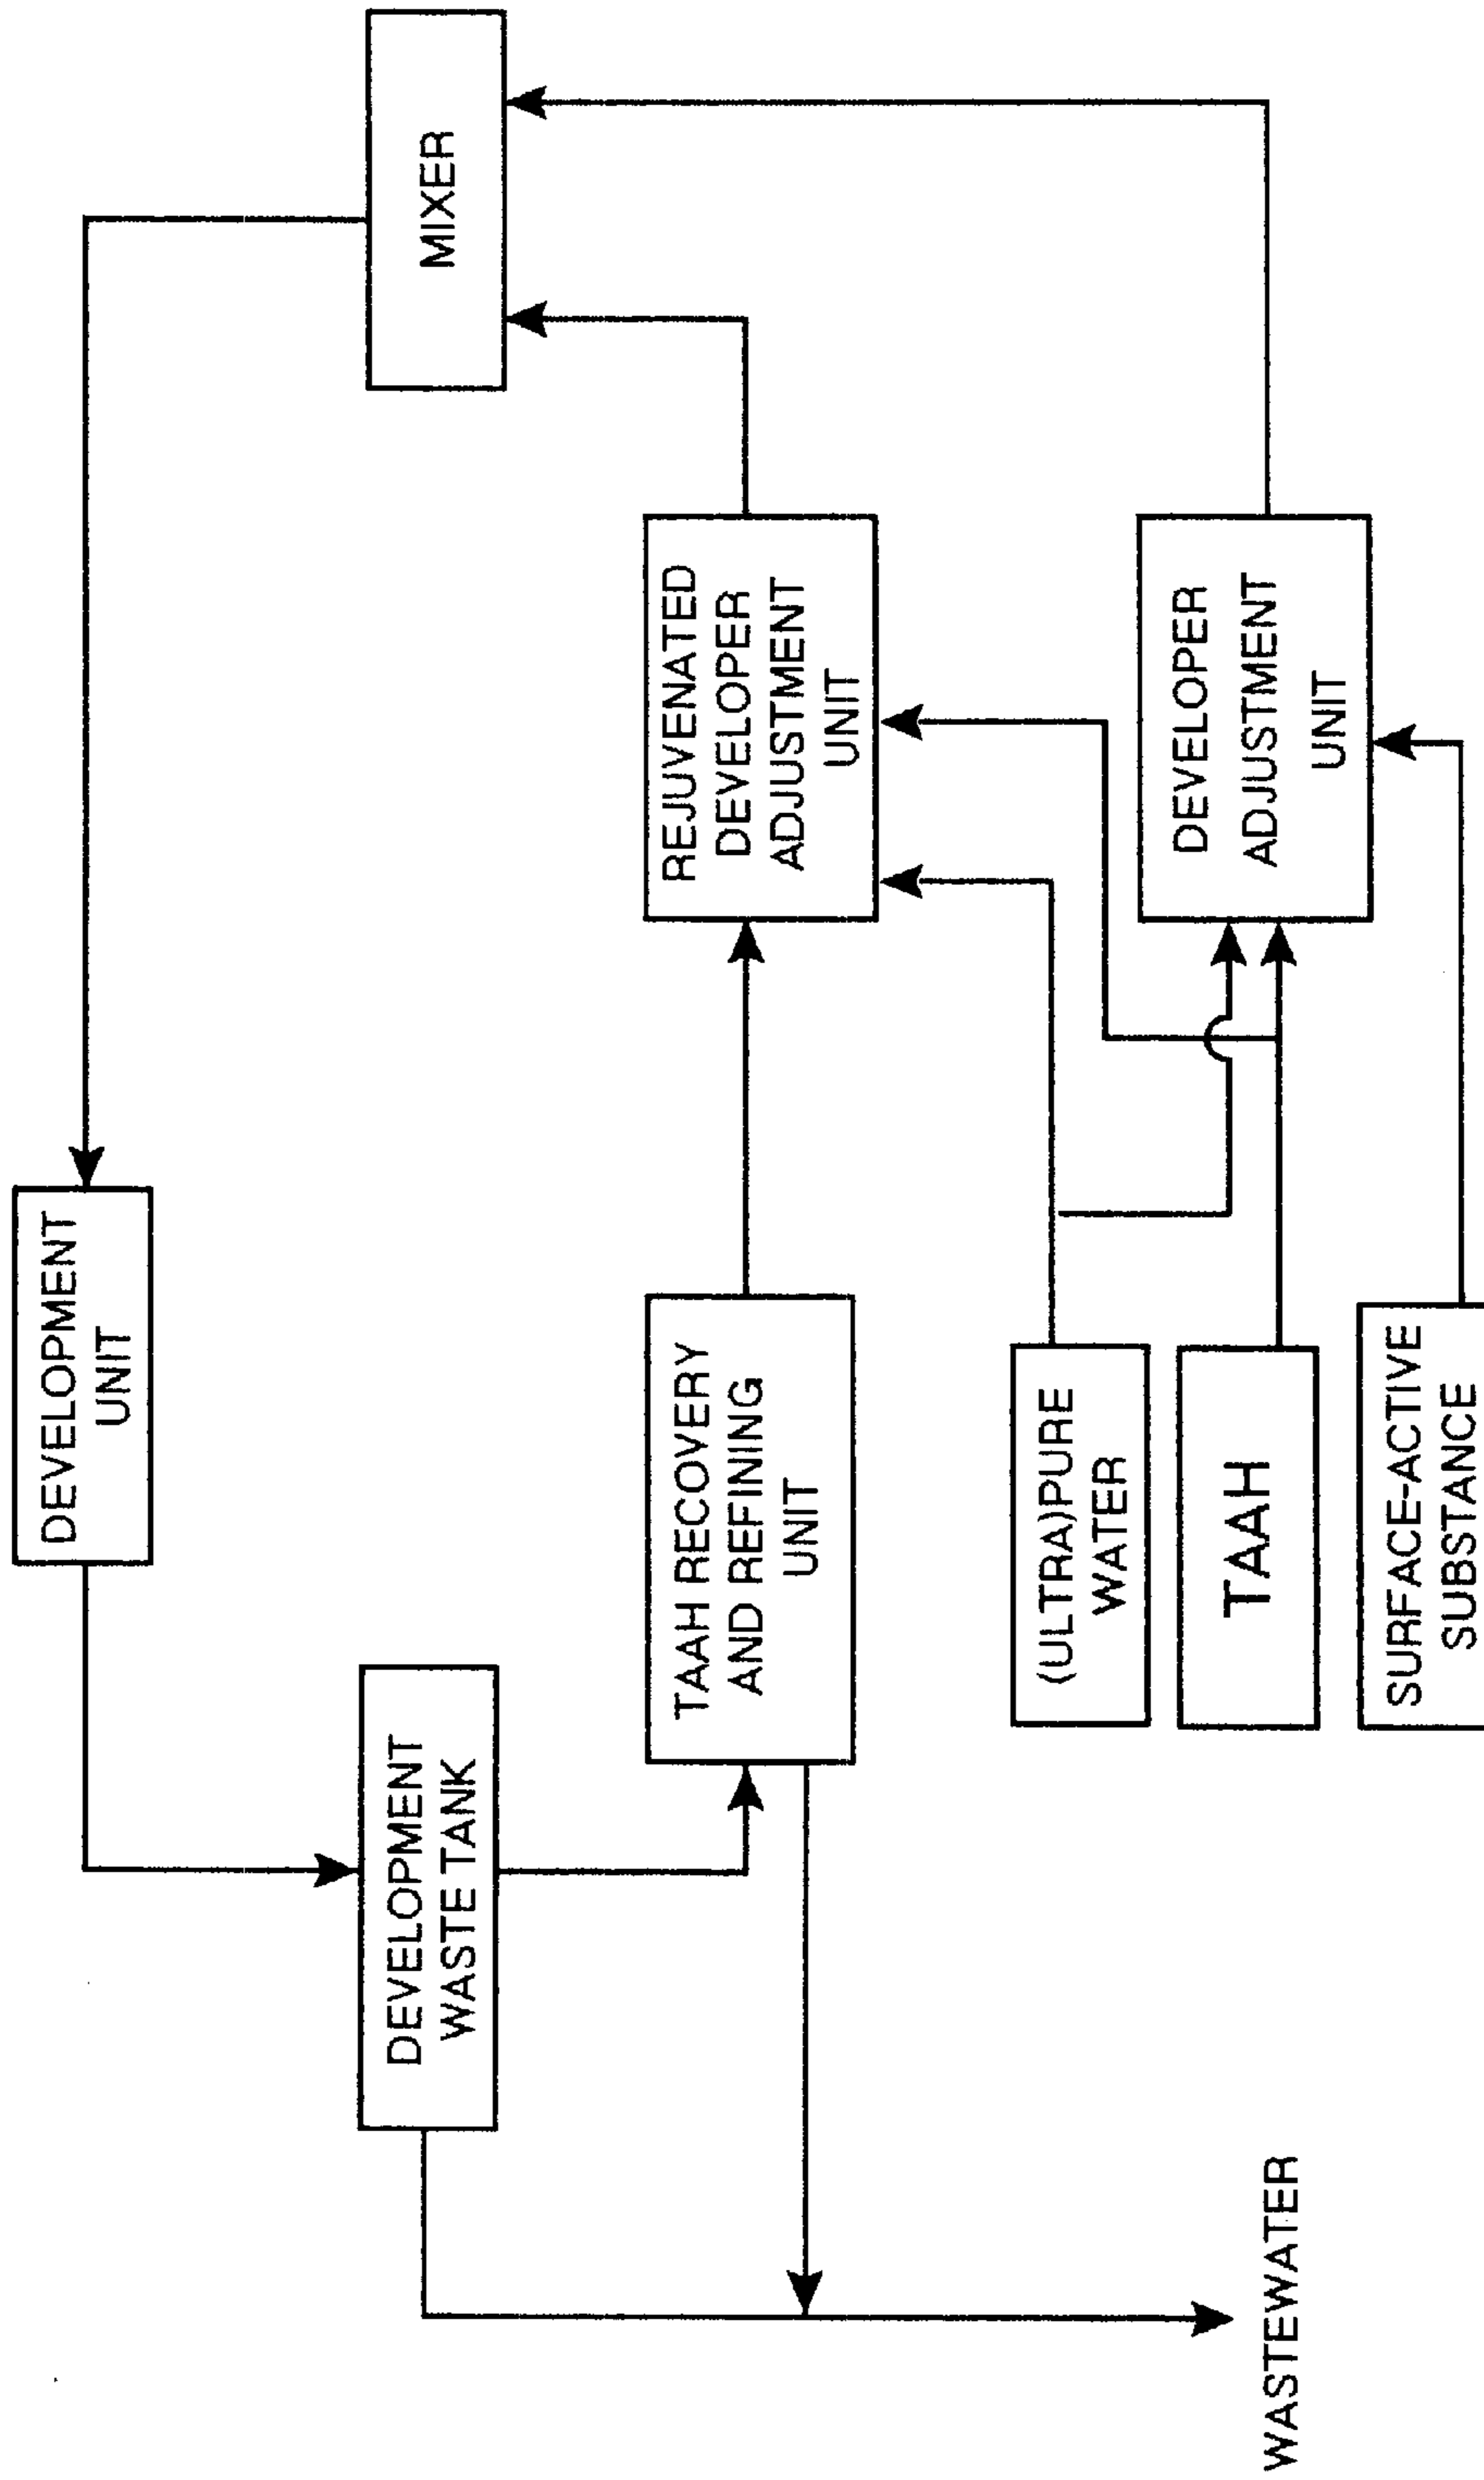 DEVELOPMENT
UNIT
DEVELOPMENT
WASTE TANK
MIXER
TAAH RECOVERY
AND REFINING
UNIT
REJUVENATED
DEVELOPER
ADJUSTMENT
UNIT
(ULTRA)PURE
WATER
TAAH
SURFACE-ACTIVE
SUBSTANCE
DEVELOPER
ADJUSTMENT
UNIT
WASTEWATER